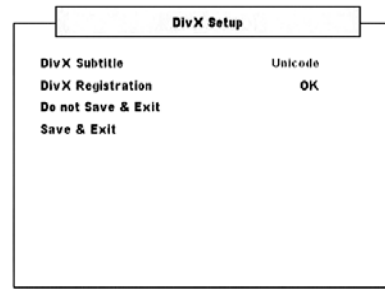 DivX Setup
DivX Subtitle Unicode
DivX Registration OK
Do not Save & Exit
Save & Exit